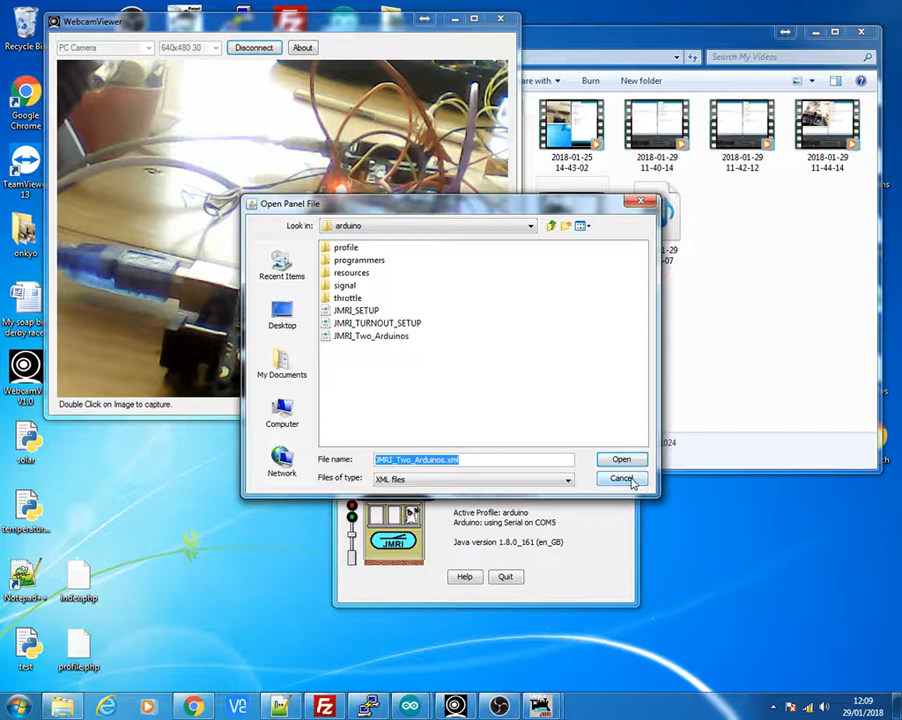 Recycle Bin
Google
Chrome
TeamViewer
13
onkyo
My soap b
derby race
WebcamV
V1.0
solar
temperatur...
Notepad++
index.php
test
profile.php
WebcamViewer
PC Camera
640x480 30
Disconnect
About
Double Click on Image to capture.
Search My Videos
are with
Burn
New folder
2018-01-25
14-43-02
2018-01-29
11-40-14
2018-01-29
11-42-12
2018-01-29
11-44-14
Open Panel File
Look in:
arduino
Recent Items
Desktop
My Documents
Computer
Network
profile
programmers
resources
signal
throttle
JMRI_SETUP
JMRI_TURNOUT_SETUP
JMRI_Two_Arduinos
File name:
JMRI_Two_Arduinos.xml
Open
Files of type:
XML files
Cancel
JMRI
Active Profile: arduino
Arduino: using Serial on COM5
Java version 1.8.0_161 (en_GB)
Help
Quit
12:09
29/01/2018